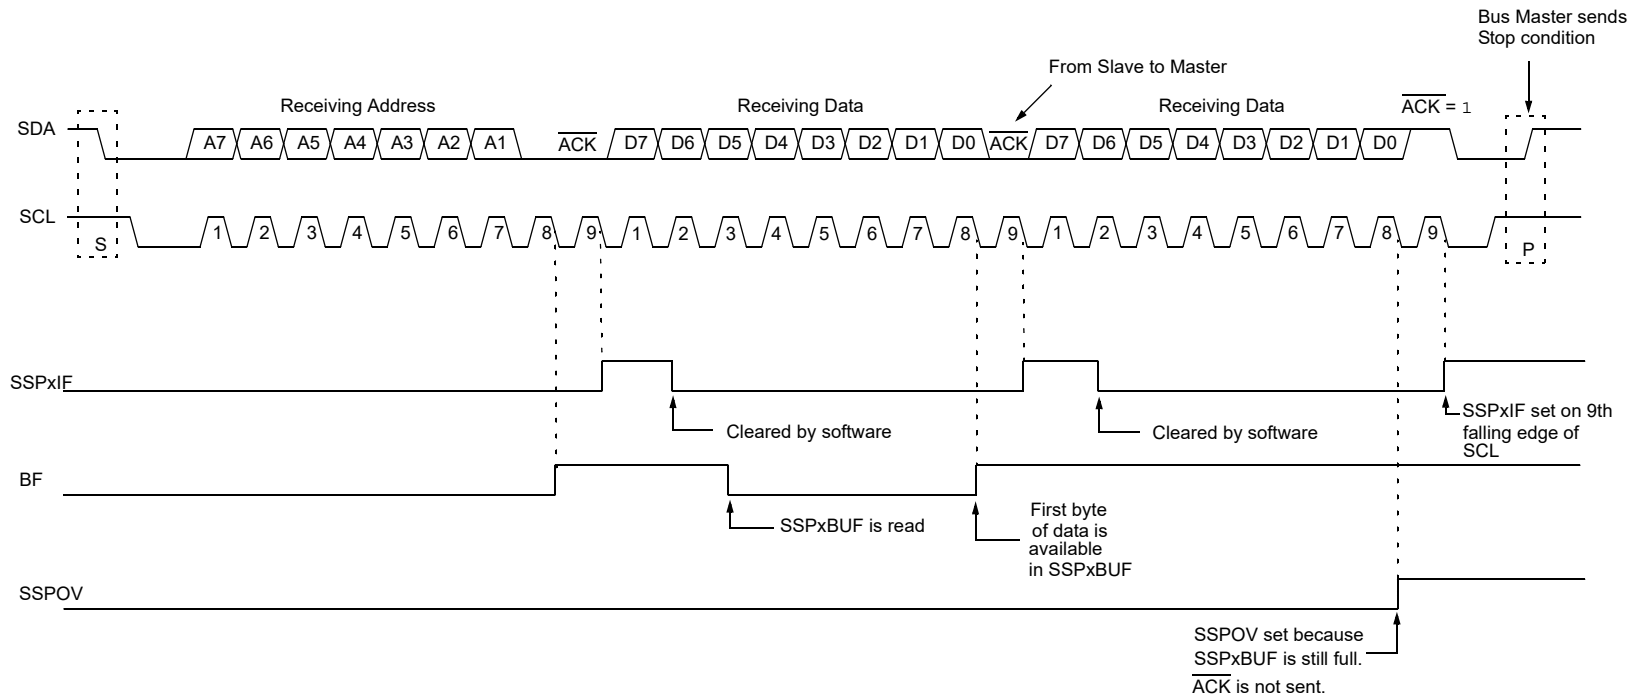 Bus Master sends
Stop condition
From Slave to Master
Receiving Address
Receiving Data
Receiving Data
ACK = 1
SDA
A7 A6 A5 A4 A3 A2 A1 ACK D7 D6 D5 D4 D3 D2 D1 D0 ACK D7 D6 D5 D4 D3 D2 D1 D0
SCL
1 2 3 4 5 6 7 8 9 1 2 3 4 5 6 7 8 9 1 2 3 4 5 6 7 8 9
S
P
SSPxIF
Cleared by software
Cleared by software
SSPxIF set on 9th
falling edge of
SCL
BF
SSPxBUF is read
First byte
of data is
available
in SSPxBUF
SSPOV
SSPOV set because
SSPxBUF is still full.
ACK is not sent.